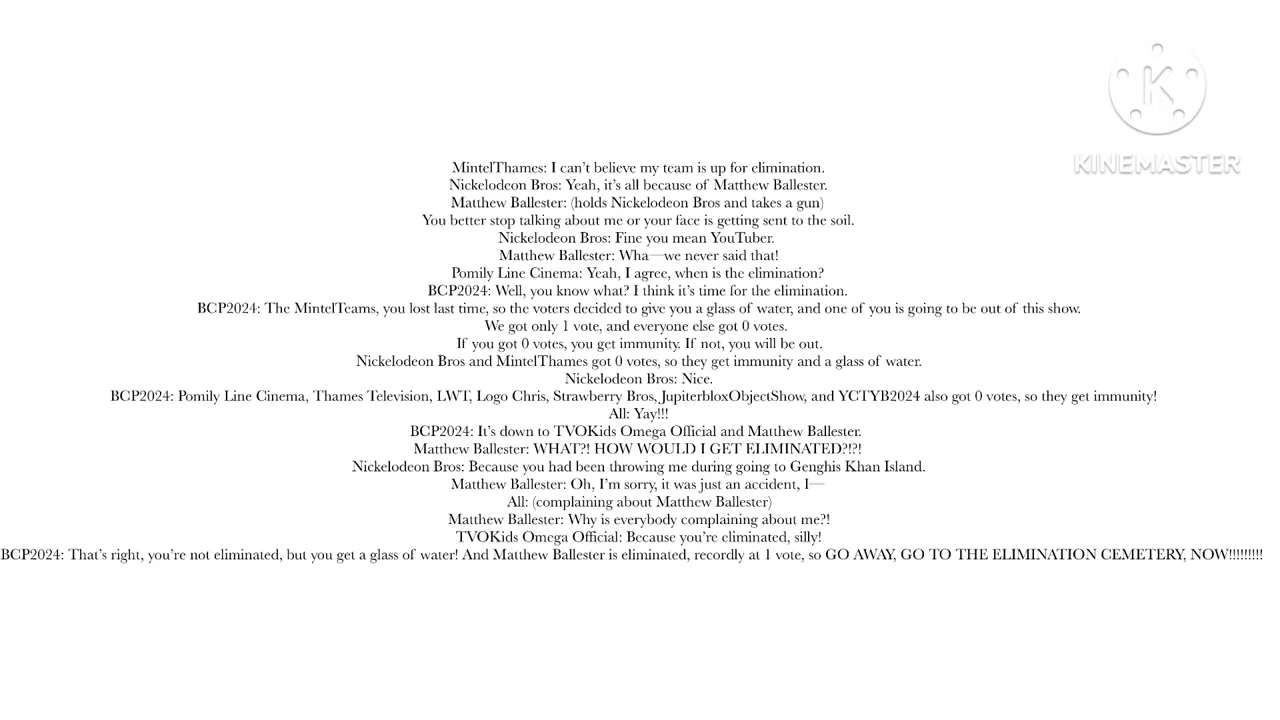 K
KINEMASTER
MintelThames: I can't believe my team is up for elimination.
Nickelodeon Bros: Yeah, it's all because of Matthew Ballester.
Matthew Ballester: (holds Nickelodeon Bros and takes a gun)
You better stop talking about me or your face is getting sent to the soil.
Nickelodeon Bros: Fine you mean YouTuber.
Matthew Ballester: Wha—we never said that!
Pomily Line Cinema: Yeah, I agree, when is the elimination?
BCP2024: Well, you know what? I think it's time for the elimination.
BCP2024: The MintelTeams, you lost last time, so the voters decided to give you a glass of water, and one of you is going to be out of this show.
We got only 1 vote, and everyone else got 0 votes.
If you got 0 votes, you get immunity. If not, you will be out.
Nickelodeon Bros and MintelThames got 0 votes, so they get immunity and a glass of water.
Nickelodeon Bros: Nice.
BCP2024: Pomily Line Cinema, Thames Television, LWT, Logo Chris, Strawberry Bros, JupiterbloxObjectShow, and YCTYB2024 also got 0 votes, so they get immunity!
All: Yay!!!
BCP2024: It's down to TVOKids Omega Official and Matthew Ballester.
Matthew Ballester: WHAT?! HOW WOULD I GET ELIMINATED?!?!
Nickelodeon Bros: Because you had been throwing me during going to Genghis Khan Island.
Matthew Ballester: Oh, I'm sorry, it was just an accident, I—
All: (complaining about Matthew Ballester)
Matthew Ballester: Why is everybody complaining about me?!
TVOKids Omega Official: Because you're eliminated, silly!
BCP2024: That's right, you're not eliminated, but you get a glass of water! And Matthew Ballester is eliminated, recordly at 1 vote, so GO AWAY, GO TO THE ELIMINATION CEMETERY, NOW!!!!!!!!!